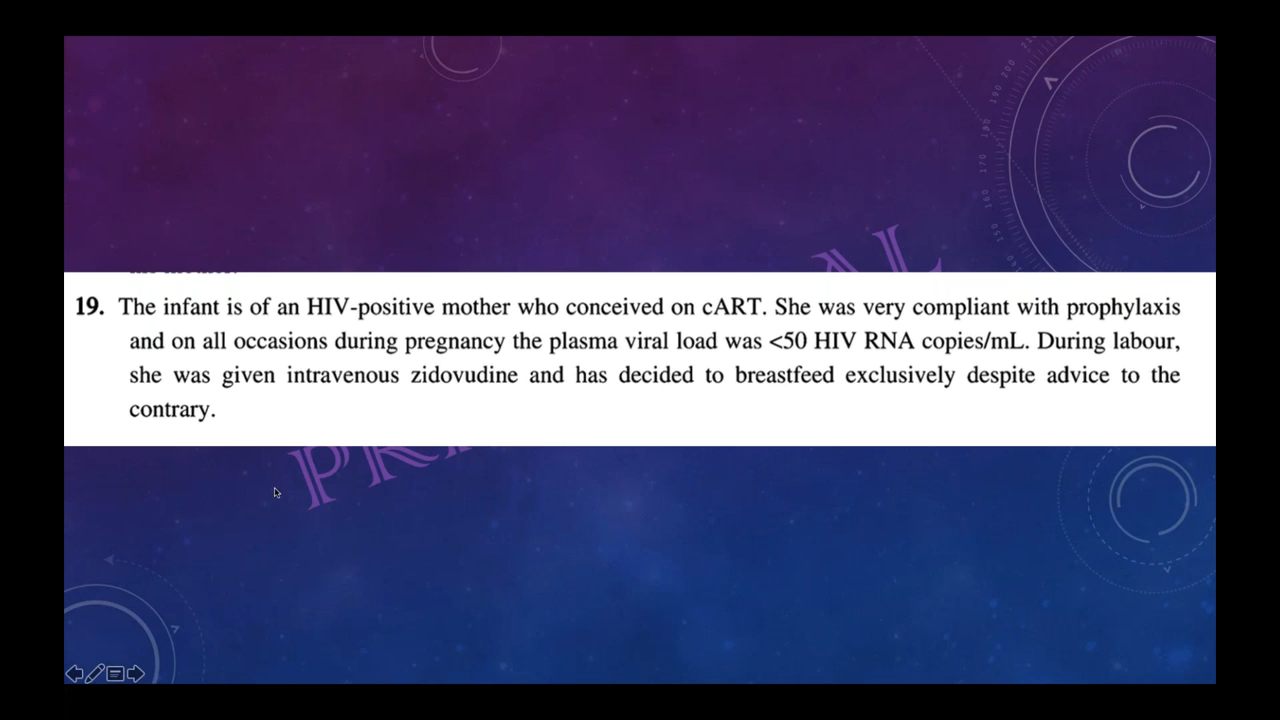 19. The infant is of an HIV-positive mother who conceived on cART. She was very compliant with prophylaxis
and on all occasions during pregnancy the plasma viral load was <50 HIV RNA copies/mL. During labour,
she was given intravenous zidovudine and has decided to breastfeed exclusively despite advice to the
contrary.